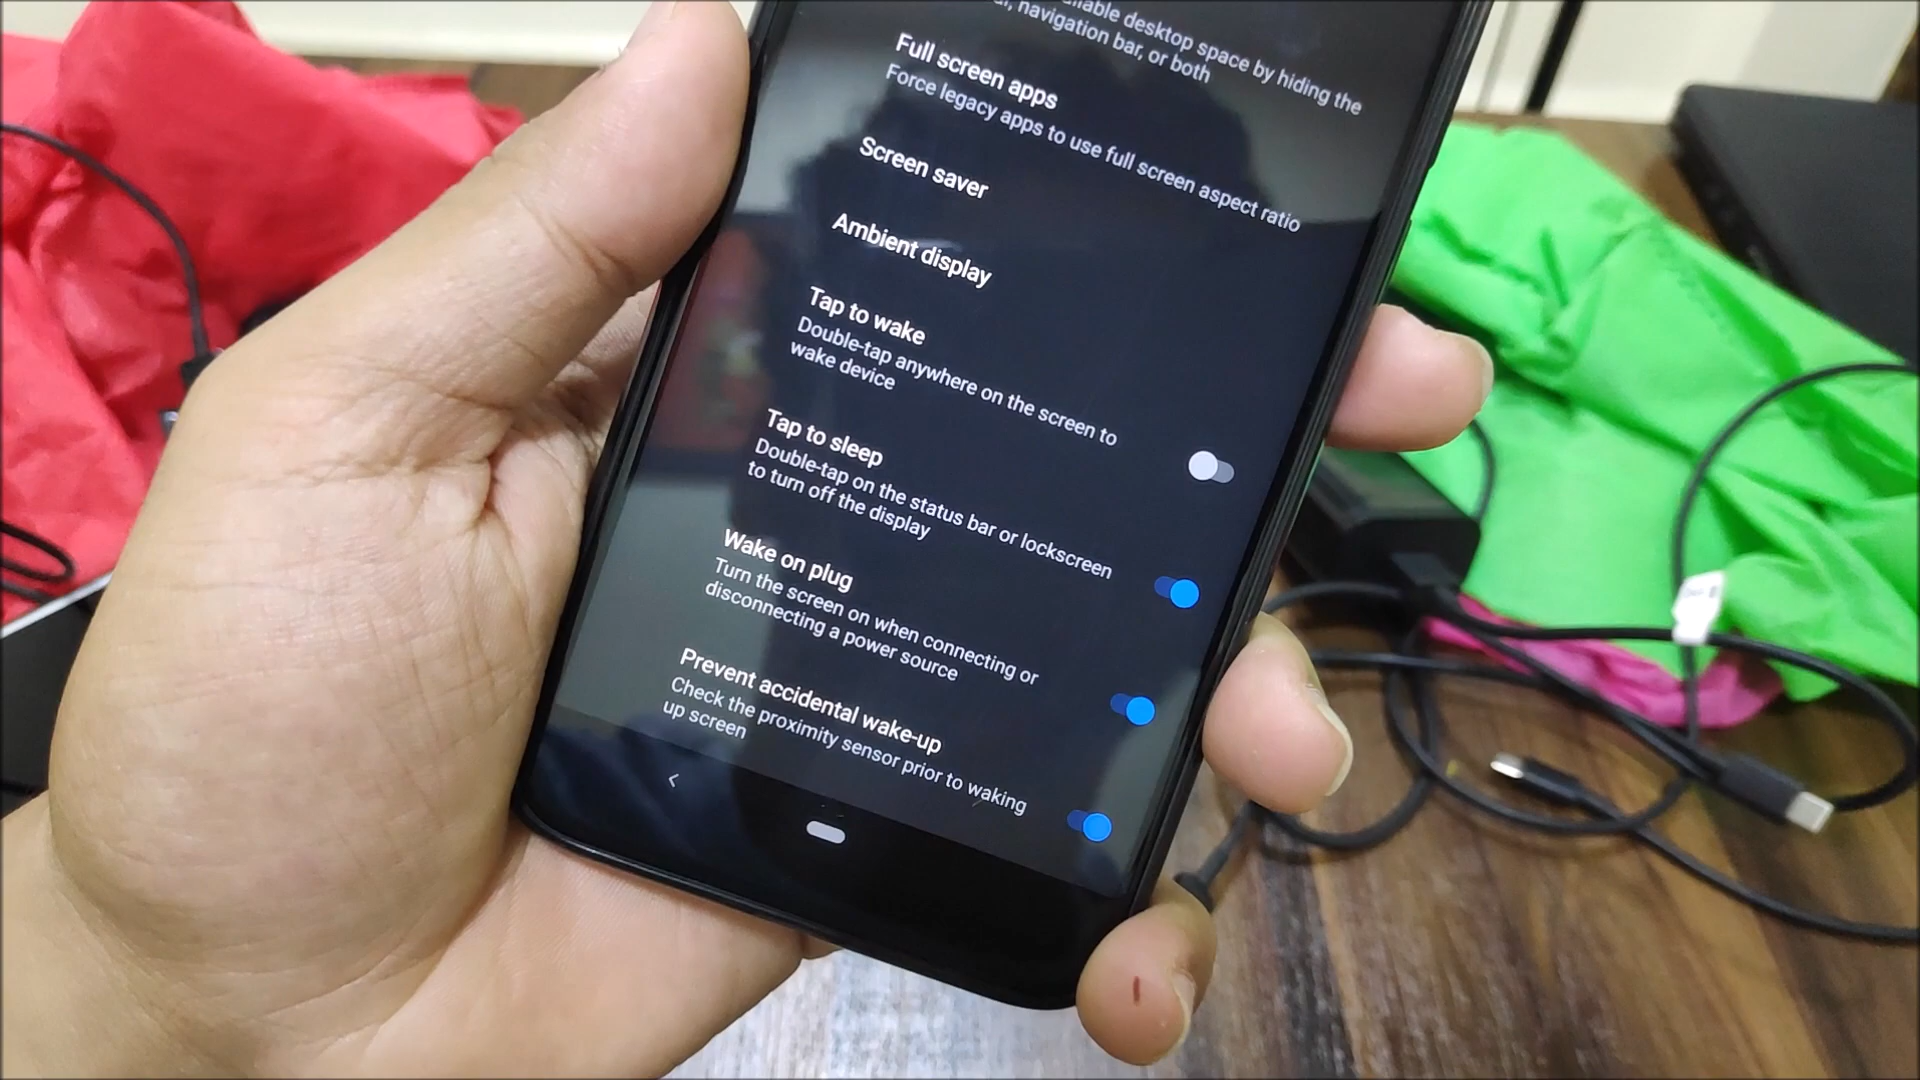 desktop space by hiding the
navigation bar, or both
Full screen apps
Force legacy apps to use full screen aspect ratio
Screen saver
Ambient display
Tap to wake
Double-tap anywhere on the screen to
wake device
Tap to sleep
Double-tap on the status bar or lockscreen
to turn off the display
Wake on plug
Turn the screen on when connecting or
disconnecting a power source
Prevent accidental wake-up
Check the proximity sensor prior to waking
up screen